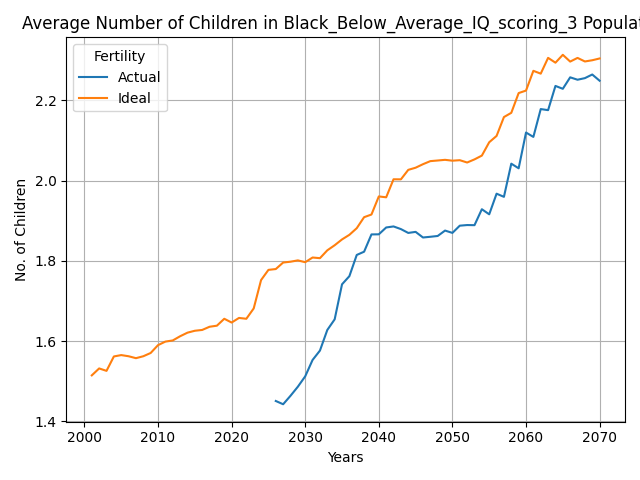 Average Number of Children in Black_Below_Average_IQ_scoring_3 Populat
Fertility
Actual
Ideal
2.2
2.0
1.8
1.6
1.4
No. of Children
2000 2010 2020 2030 2040 2050 2060 2070
Years